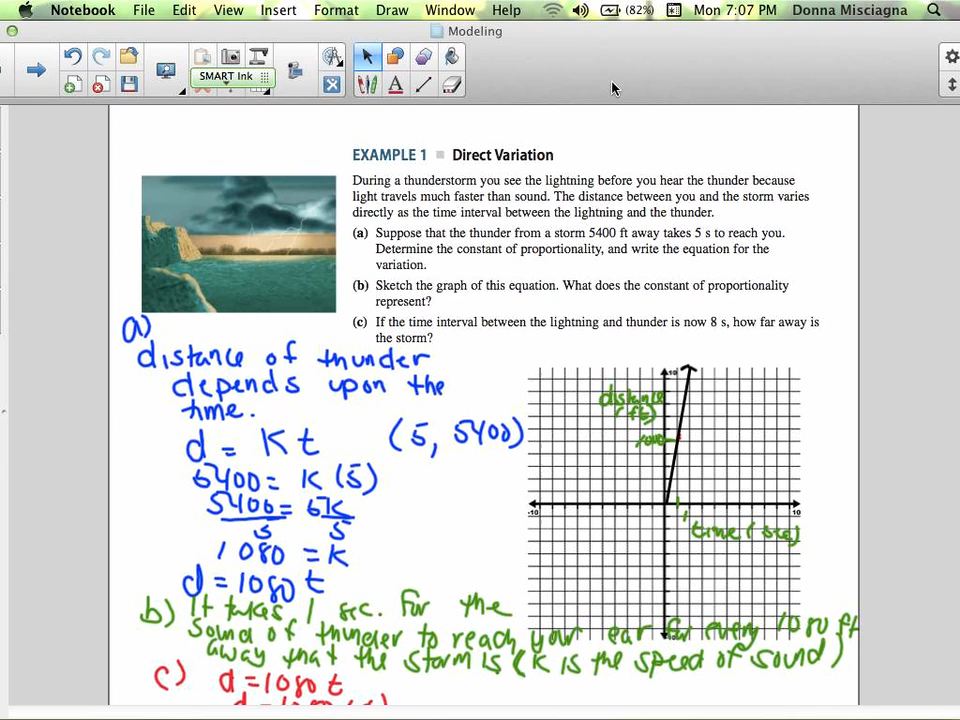 Notebook File Edit View Insert Format Draw Window Help (82%) Mon 7:07 PM Donna Misciagna
Modeling
SMART Ink
EXAMPLE 1 Direct Variation
During a thunderstorm you see the lightning before you hear the thunder because
light travels much faster than sound. The distance between you and the storm varies
directly as the time interval between the lightning and the thunder.
(a) Suppose that the thunder from a storm 5400 ft away takes 5 s to reach you.
Determine the constant of proportionality, and write the equation for the
variation.
(b) Sketch the graph of this equation. What does the constant of proportionality
represent?
(c) If the time interval between the lightning and thunder is now 8 s, how far away is
the storm?
a)
distance of thunder
depends upon the
time.
d = Kt (5, 5400)
5400 = K (5)
5400 = 5K
5 5
1080 = K
d = 1080 t
10
distance
(ft)
-10 10
1
time (sec)
b) It takes 1 sec. for the
sound of thunder to reach your ear for every 1080 ft
away that the storm is (K is the speed of sound)
c) d = 1080 t